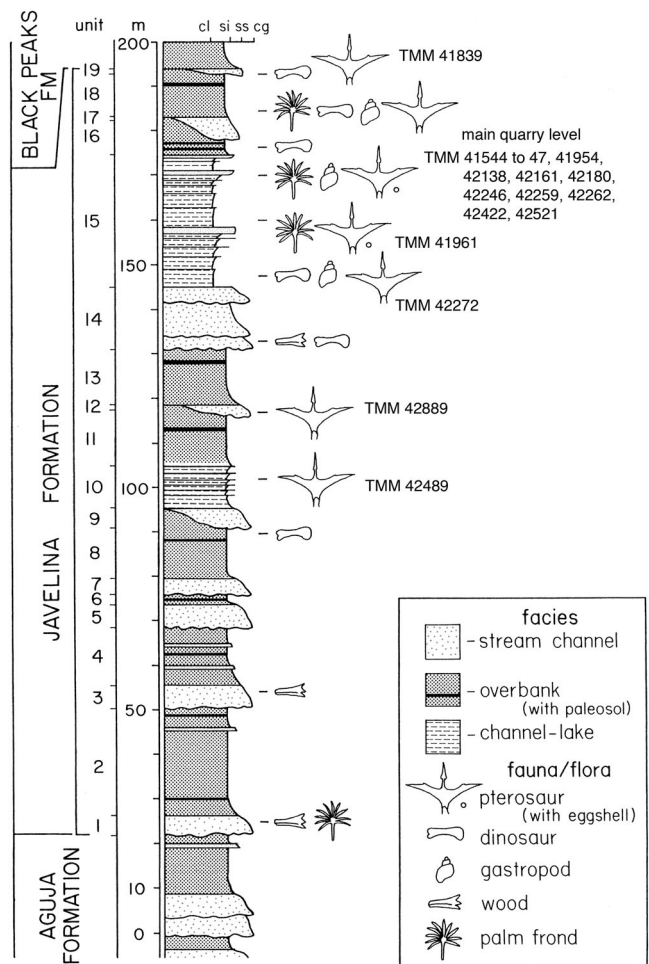 unit m cl si ss cg
200
BLACK PEAKS
FM
JAVELINA FORMATION
AGUJA
FORMATION
19
18
17
16
15
14
13
12
11
10
9
8
7
6
5
4
3
2
1
150
100
50
10
0
TMM 41839
main quarry level
TMM 41544 to 47, 41954,
42138, 42161, 42180,
42246, 42259, 42262,
42422, 42521
TMM 41961
TMM 42272
TMM 42889
TMM 42489
facies
- stream channel
- overbank
(with paleosol)
- channel-lake
fauna/flora
pterosaur
(with eggshell)
dinosaur
gastropod
wood
palm frond